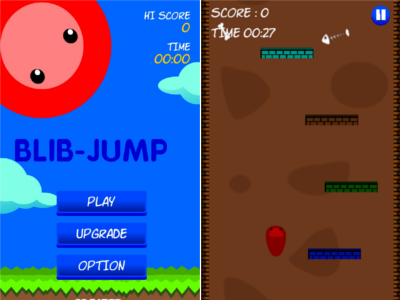 HI SCORE
0
TIME
00:00
BLIB-JUMP
PLAY
UPGRADE
OPTION
SCORE : 0
TIME 00:27